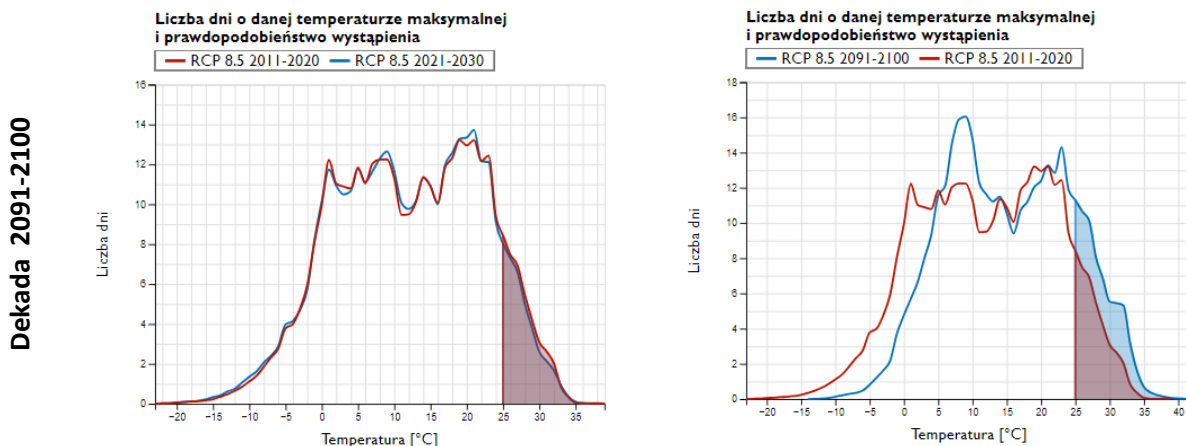 Dekada 2091-2100
Liczba dni o danej temperaturze maksymalnej
i prawdopodobieństwo wystąpienia
RCP 8.5 2011-2020 RCP 8.5 2021-2030
Liczba dni
16
14
12
10
8
6
4
2
0
−20 −15 −10 −5 0 5 10 15 20 25 30 35
Temperatura [°C]
Liczba dni o danej temperaturze maksymalnej
i prawdopodobieństwo wystąpienia
RCP 8.5 2091-2100 RCP 8.5 2011-2020
Liczba dni
18
16
14
12
10
8
6
4
2
0
−20 −15 −10 −5 0 5 10 15 20 25 30 35 40
Temperatura [°C]